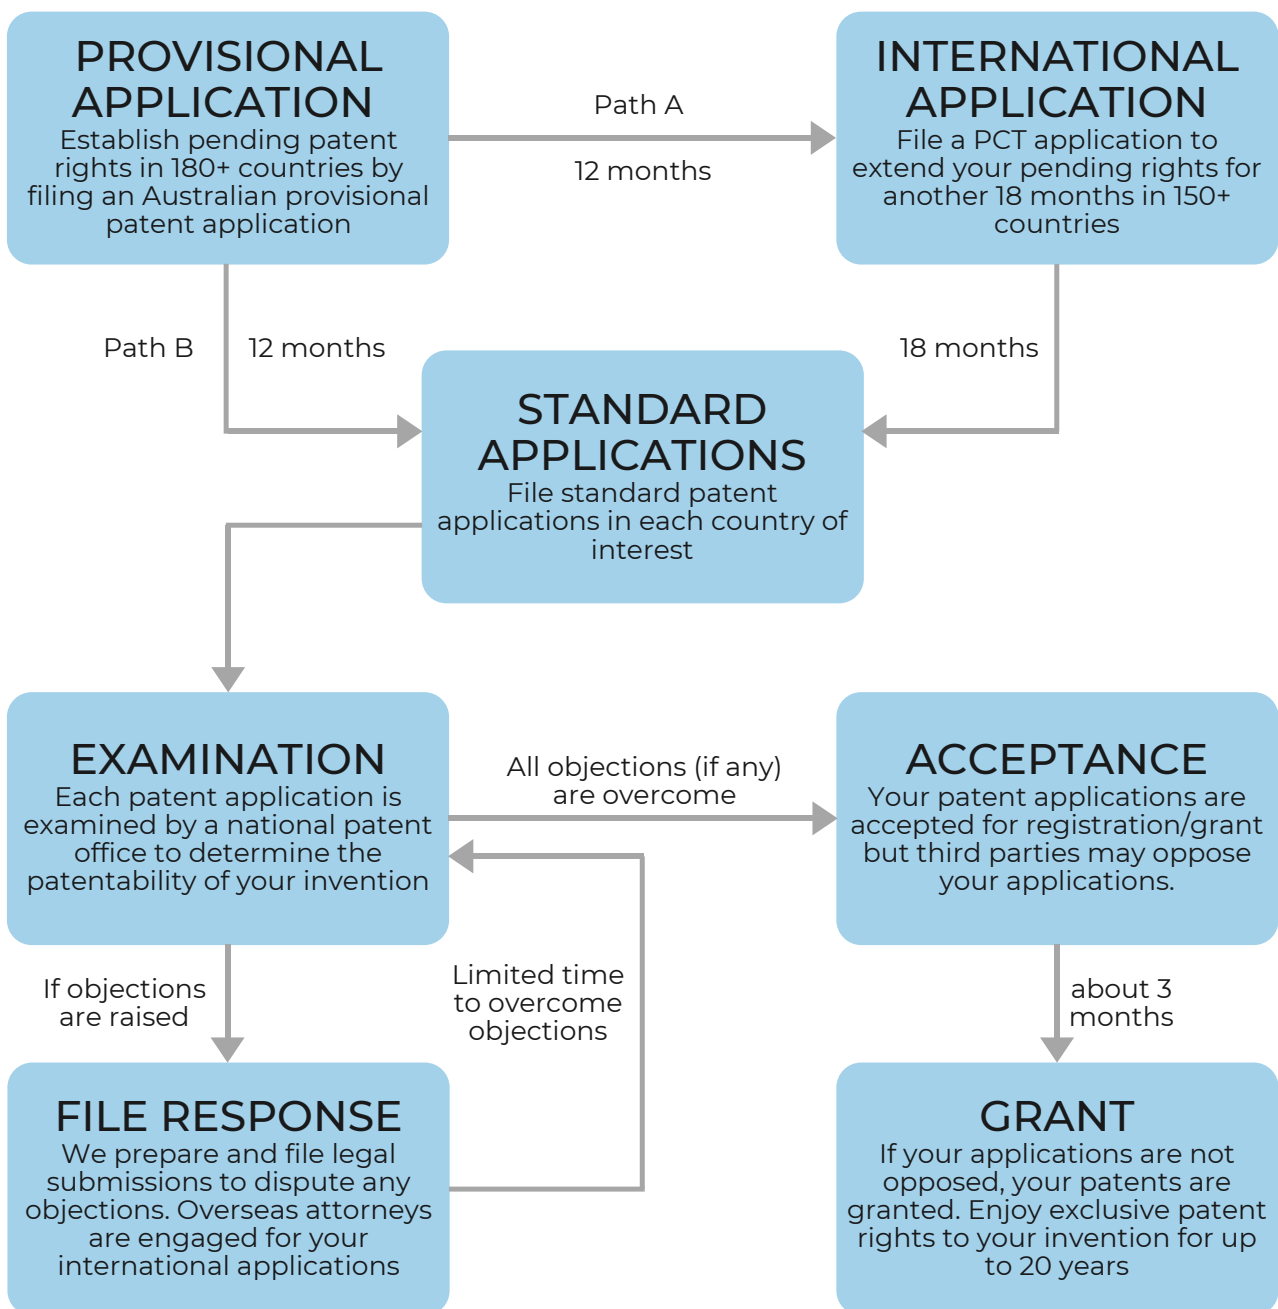 PROVISIONAL
APPLICATION
Establish pending patent
rights in 180+ countries by
filing an Australian provisional
patent application
Path A
12 months
INTERNATIONAL
APPLICATION
File a PCT application to
extend your pending rights for
another 18 months in 150+
countries
Path B
12 months
18 months
STANDARD
APPLICATIONS
File standard patent
applications in each country of
interest
EXAMINATION
Each patent application is
examined by a national patent
office to determine the
patentability of your invention
All objections (if any)
are overcome
ACCEPTANCE
Your patent applications are
accepted for registration/grant
but third parties may oppose
your applications.
If objections
are raised
Limited time
to overcome
objections
about 3
months
FILE RESPONSE
We prepare and file legal
submissions to dispute any
objections. Overseas attorneys
are engaged for your
international applications
GRANT
If your applications are not
opposed, your patents are
granted. Enjoy exclusive patent
rights to your invention for up
to 20 years